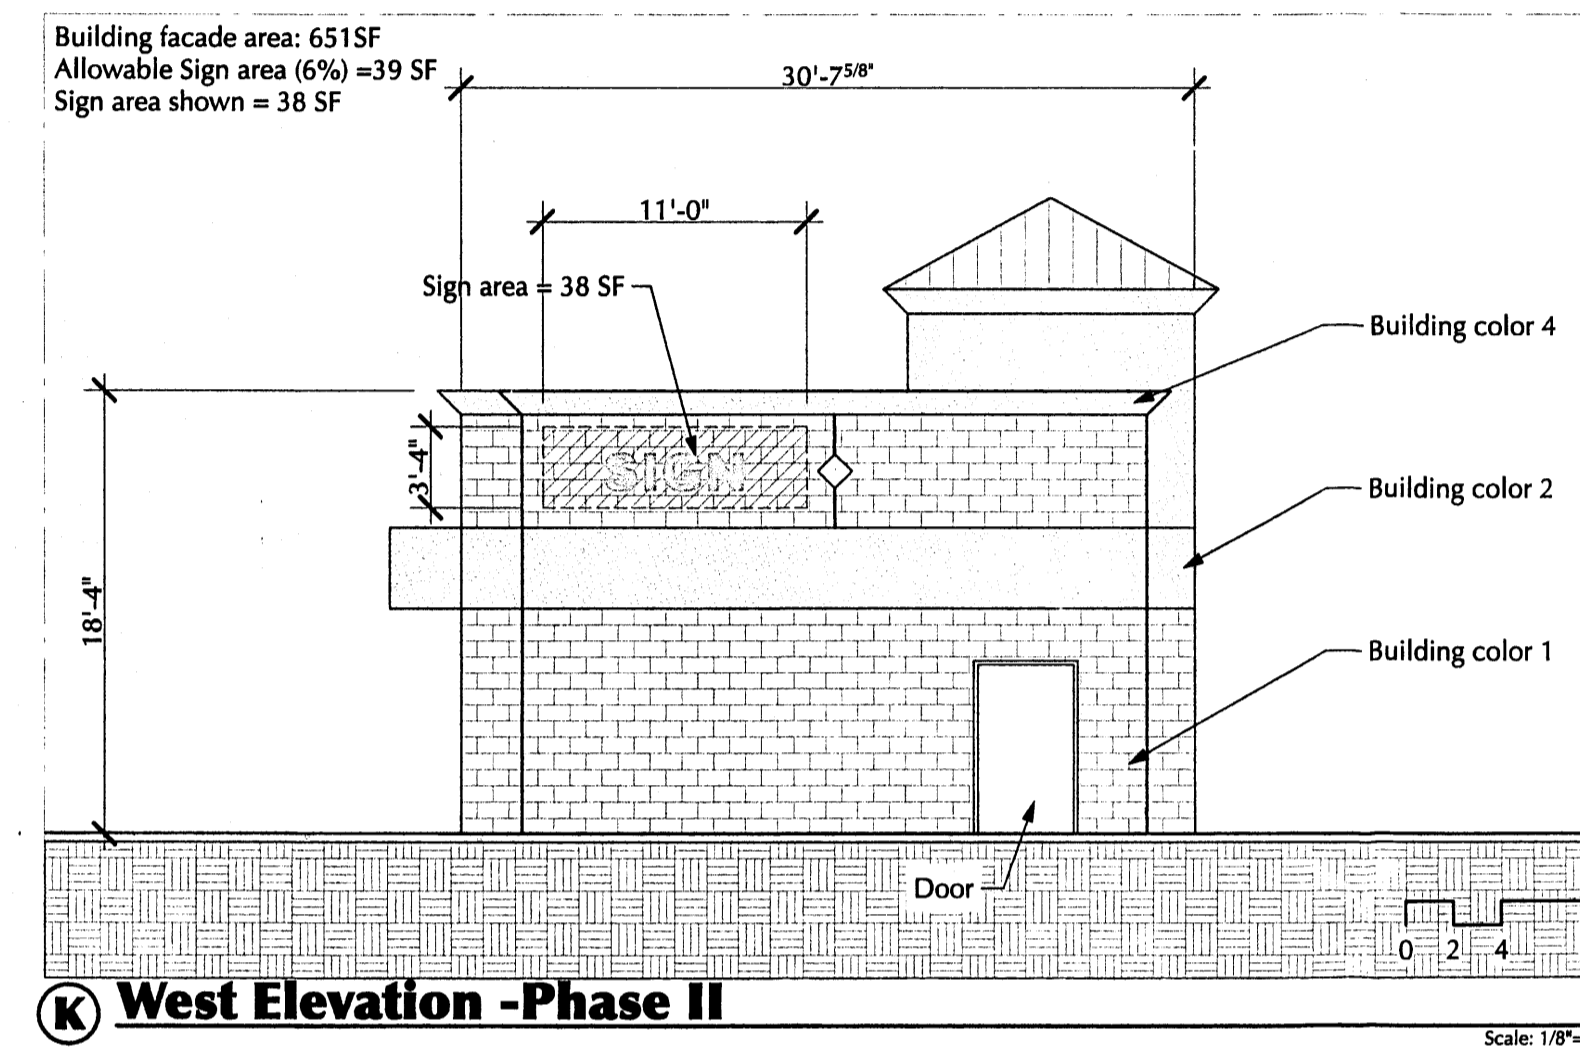 Building facade area: 651SF
Allowable Sign area (6%) =39 SF
Sign area shown = 38 SF
30'-7 5/8"
11'-0"
Sign area = 38 SF
Building color 4
3'-4"
SIGN
Building color 2
18'-4"
Building color 1
Door
0 2 4
K West Elevation -Phase II
Scale: 1/8"=